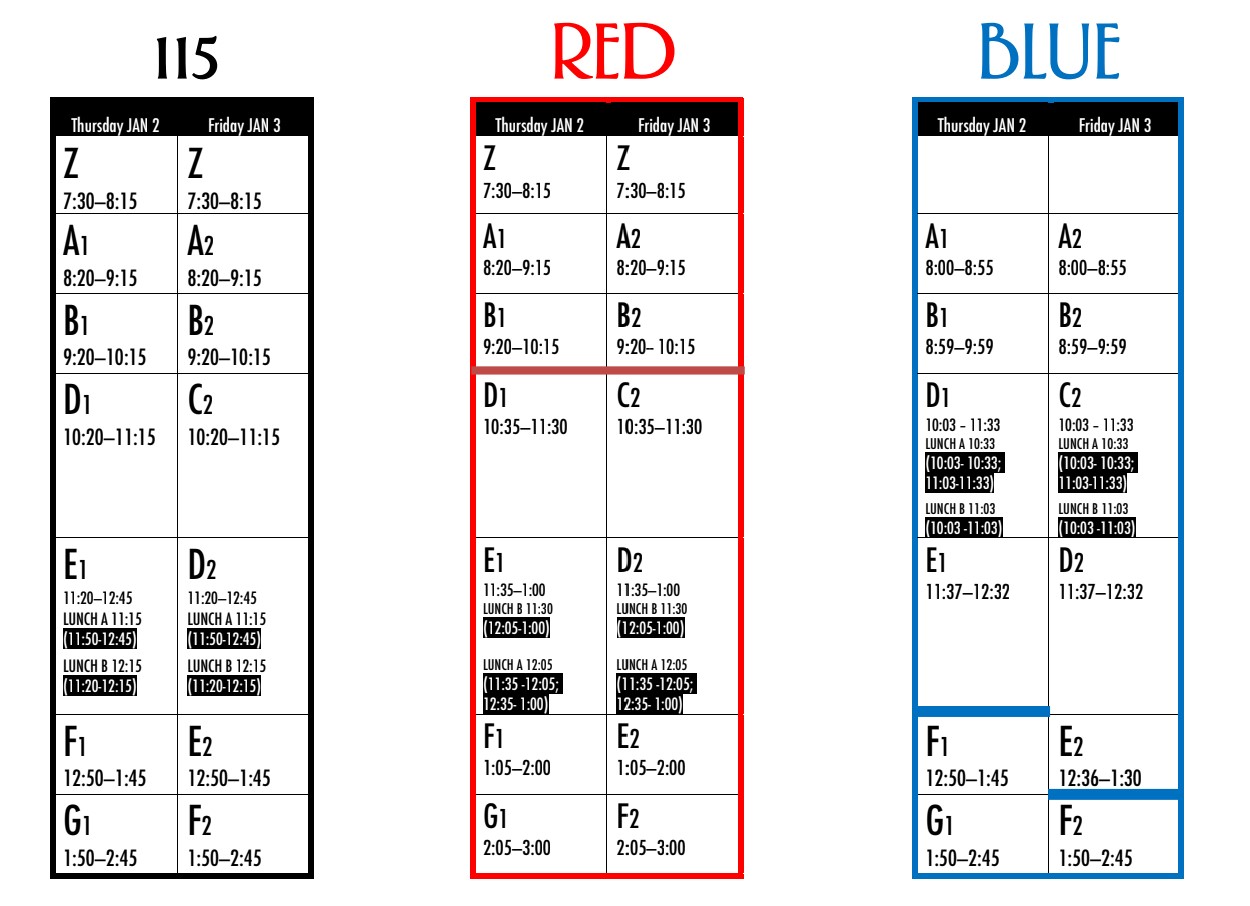 115
Thursday JAN 2
Friday JAN 3
Z
7:30–8:15
Z
7:30–8:15
A1
8:20–9:15
A2
8:20–9:15
B1
9:20–10:15
B2
9:20–10:15
D1
10:20–11:15
C2
10:20–11:15
E1
11:20–12:45
LUNCH A 11:15
(11:50-12:45)
LUNCH B 12:15
(11:20-12:15)
D2
11:20–12:45
LUNCH A 11:15
(11:50-12:45)
LUNCH B 12:15
(11:20-12:15)
F1
12:50–1:45
E2
12:50–1:45
G1
1:50–2:45
F2
1:50–2:45
RED
Thursday JAN 2
Friday JAN 3
Z
7:30–8:15
Z
7:30–8:15
A1
8:20–9:15
A2
8:20–9:15
B1
9:20–10:15
B2
9:20– 10:15
D1
10:35–11:30
C2
10:35–11:30
E1
11:35–1:00
LUNCH B 11:30
(12:05-1:00)
LUNCH A 12:05
(11:35 -12:05;
12:35- 1:00)
D2
11:35–1:00
LUNCH B 11:30
(12:05-1:00)
LUNCH A 12:05
(11:35 -12:05;
12:35- 1:00)
F1
1:05–2:00
E2
1:05–2:00
G1
2:05–3:00
F2
2:05–3:00
BLUE
Thursday JAN 2
Friday JAN 3
A1
8:00–8:55
A2
8:00–8:55
B1
8:59–9:59
B2
8:59–9:59
D1
10:03 – 11:33
LUNCH A 10:33
(10:03- 10:33;
11:03-11:33)
LUNCH B 11:03
(10:03 -11:03)
C2
10:03 – 11:33
LUNCH A 10:33
(10:03- 10:33;
11:03-11:33)
LUNCH B 11:03
(10:03 -11:03)
E1
11:37–12:32
D2
11:37–12:32
F1
12:50–1:45
E2
12:36–1:30
G1
1:50–2:45
F2
1:50–2:45